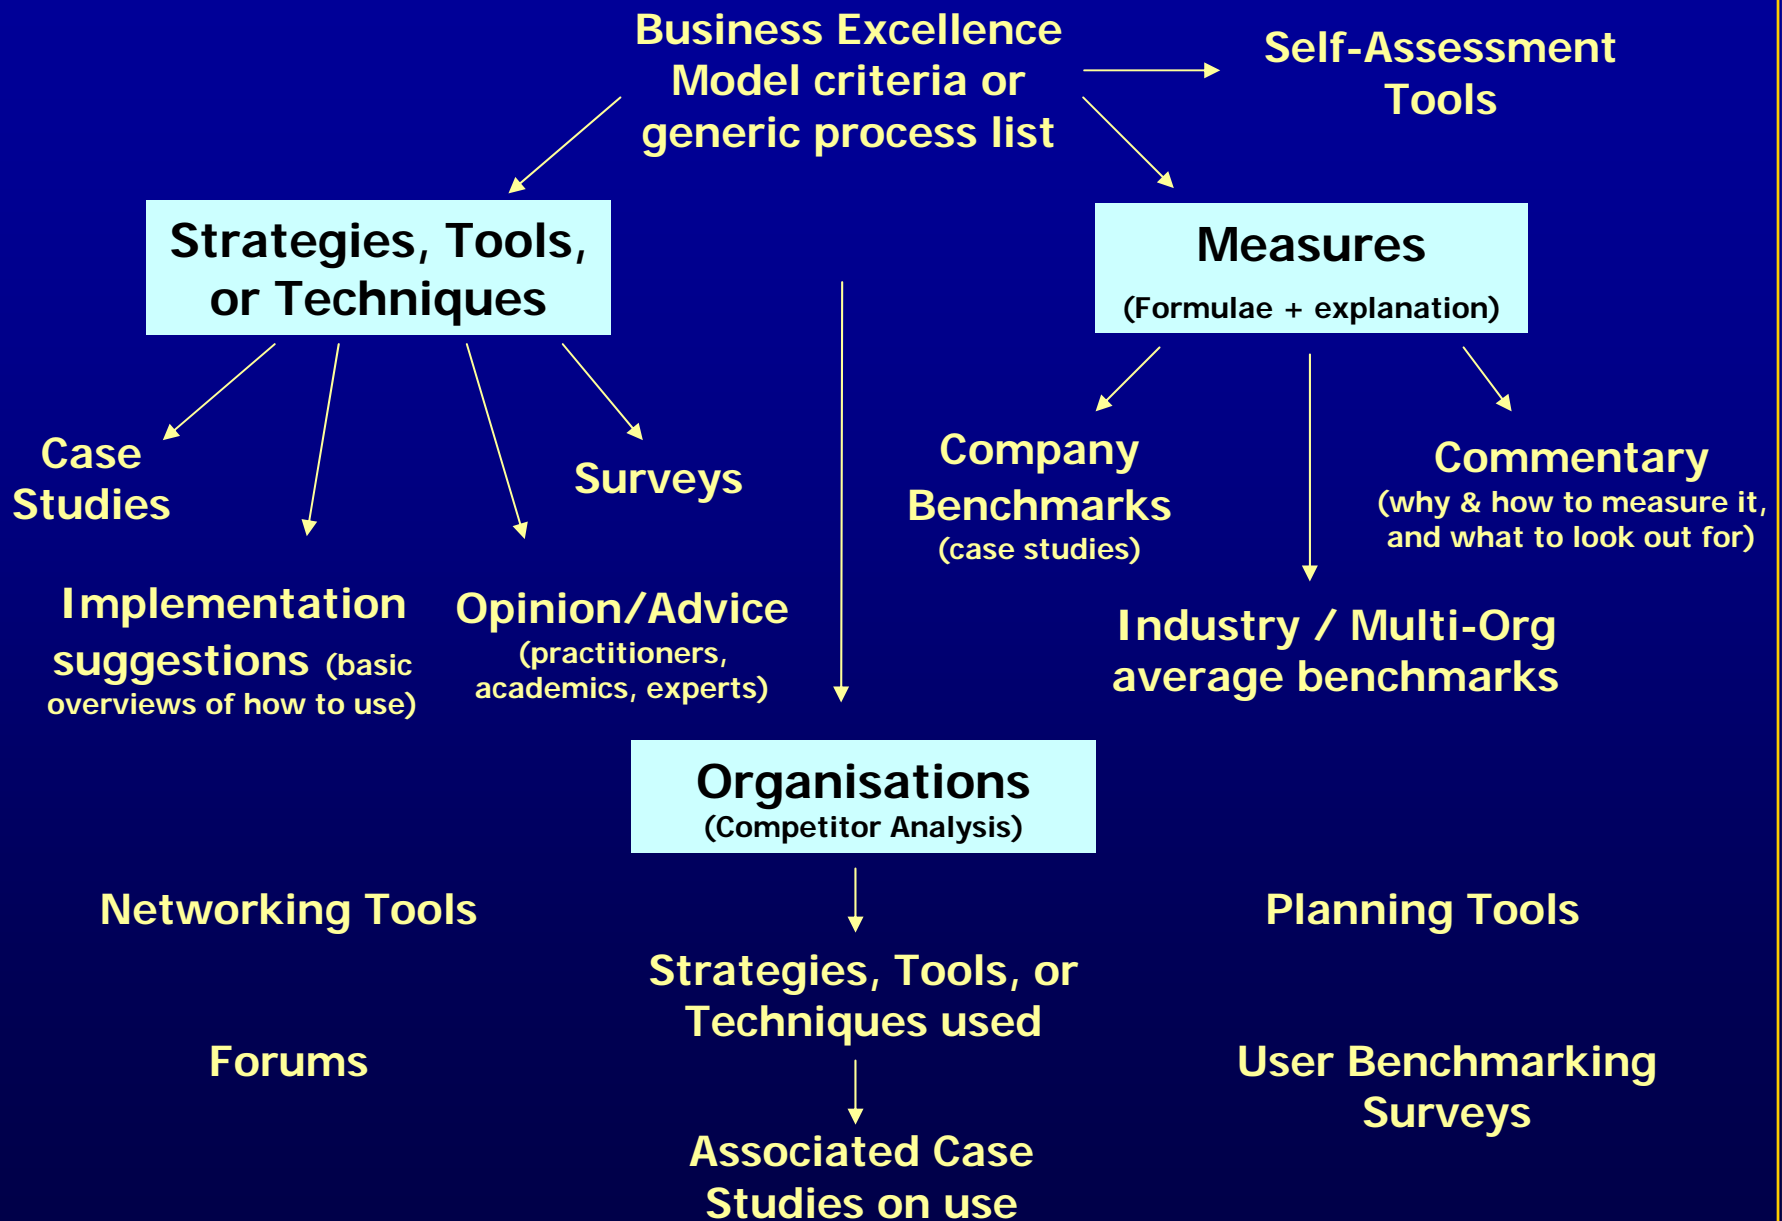 Business Excellence
Model criteria or
generic process list
Self-Assessment
Tools
Strategies, Tools,
or Techniques
Measures
(Formulae + explanation)
Case
Studies
Surveys
Company
Benchmarks
(case studies)
Commentary
(why & how to measure it,
and what to look out for)
Implementation
suggestions (basic
overviews of how to use)
Opinion/Advice
(practitioners,
academics, experts)
Industry / Multi-Org
average benchmarks
Organisations
(Competitor Analysis)
Networking Tools
Planning Tools
Strategies, Tools, or
Techniques used
Forums
User Benchmarking
Surveys
Associated Case
Studies on use